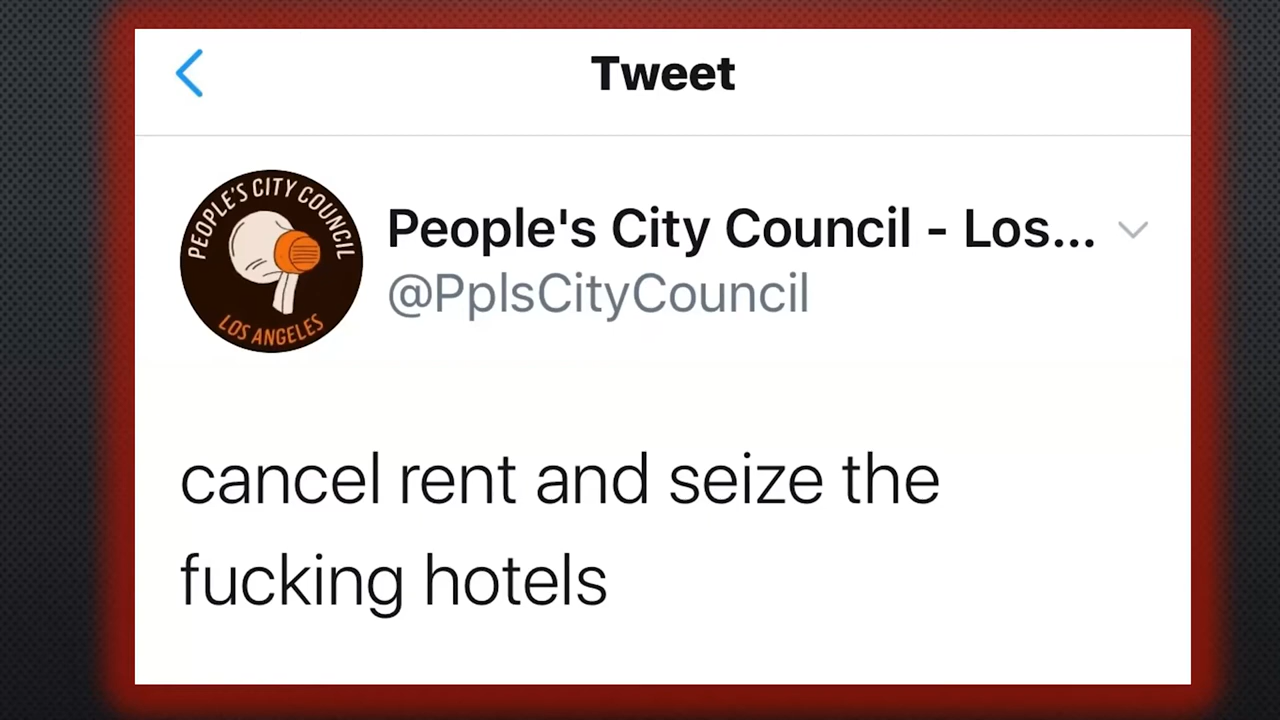 Tweet
PEOPLE'S CITY COUNCIL
LOS ANGELES
People's City Council - Los...
@PplsCityCouncil
cancel rent and seize the
fucking hotels